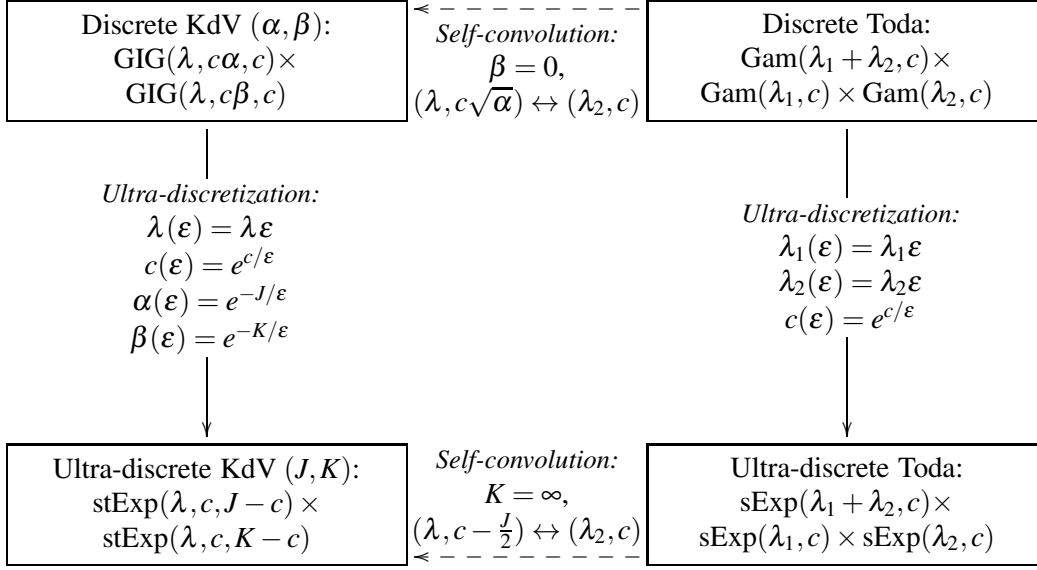 Discrete KdV (α, β):
GIG(λ, cα, c)×
GIG(λ, cβ, c)
Self-convolution:
β = 0,
(λ, c√α) ↔ (λ₂, c)
Discrete Toda:
Gam(λ₁ + λ₂, c)×
Gam(λ₁, c) × Gam(λ₂, c)
Ultra-discretization:
λ(ε) = λε
c(ε) = e^{c/ε}
α(ε) = e^{−J/ε}
β(ε) = e^{−K/ε}
Ultra-discretization:
λ₁(ε) = λ₁ε
λ₂(ε) = λ₂ε
c(ε) = e^{c/ε}
Ultra-discrete KdV (J, K):
stExp(λ, c, J − c) ×
stExp(λ, c, K − c)
Self-convolution:
K = ∞,
(λ, c − J/2) ↔ (λ₂, c)
Ultra-discrete Toda:
sExp(λ₁ + λ₂, c)×
sExp(λ₁, c) × sExp(λ₂, c)